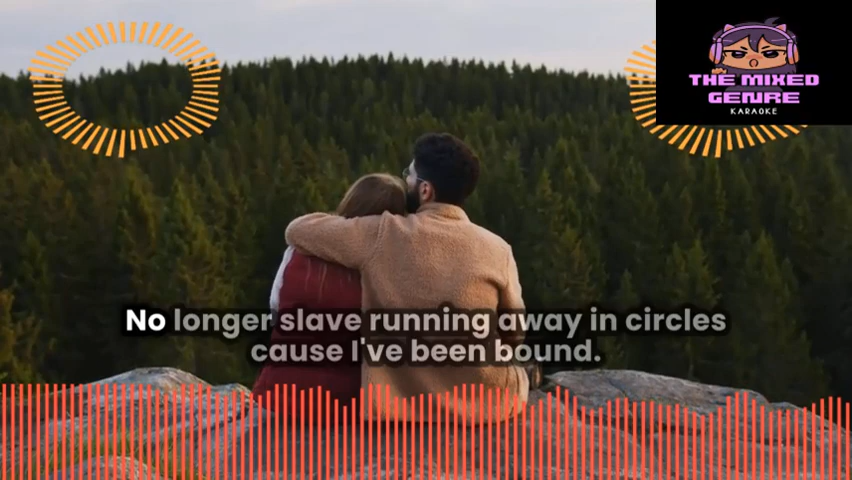 THE MIXED
GENRE
KARAOKE
No longer slave running away in circles
cause I've been bound.